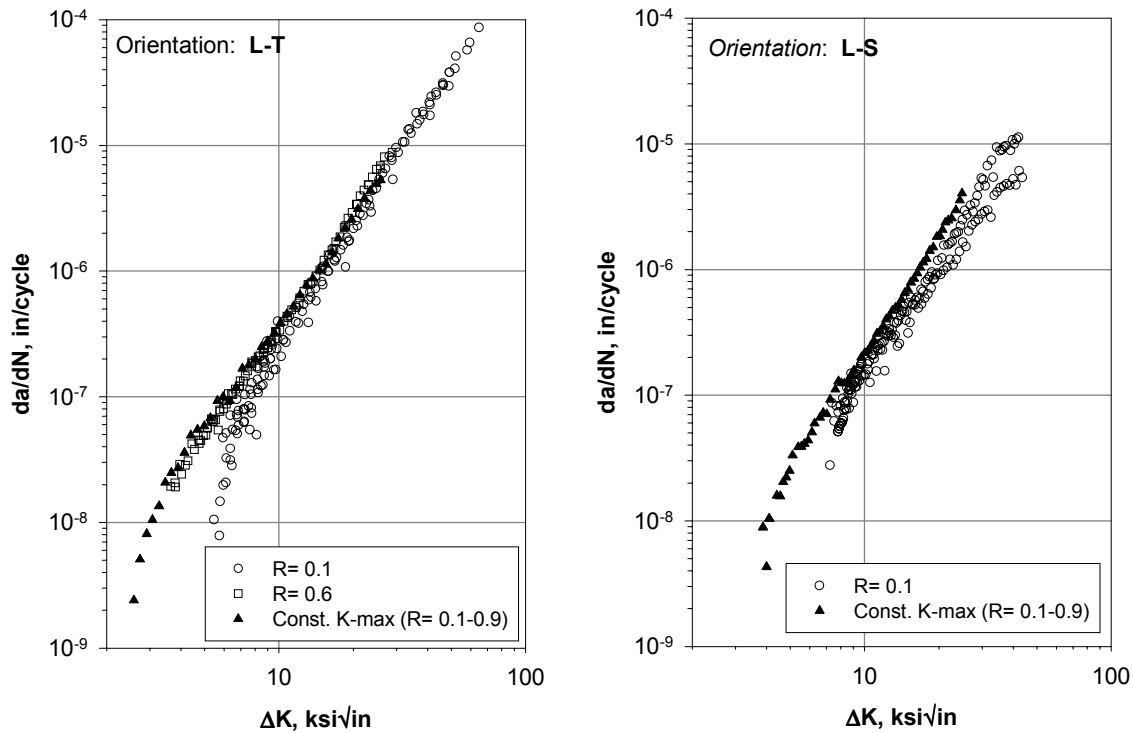 Orientation: L-T
da/dN, in/cycle
10⁻⁴
10⁻⁵
10⁻⁶
10⁻⁷
10⁻⁸
10⁻⁹
R= 0.1
R= 0.6
Const. K-max (R= 0.1-0.9)
10
100
ΔK, ksi√in
Orientation: L-S
da/dN, in/cycle
10⁻⁴
10⁻⁵
10⁻⁶
10⁻⁷
10⁻⁸
10⁻⁹
R= 0.1
Const. K-max (R= 0.1-0.9)
10
100
ΔK, ksi√in